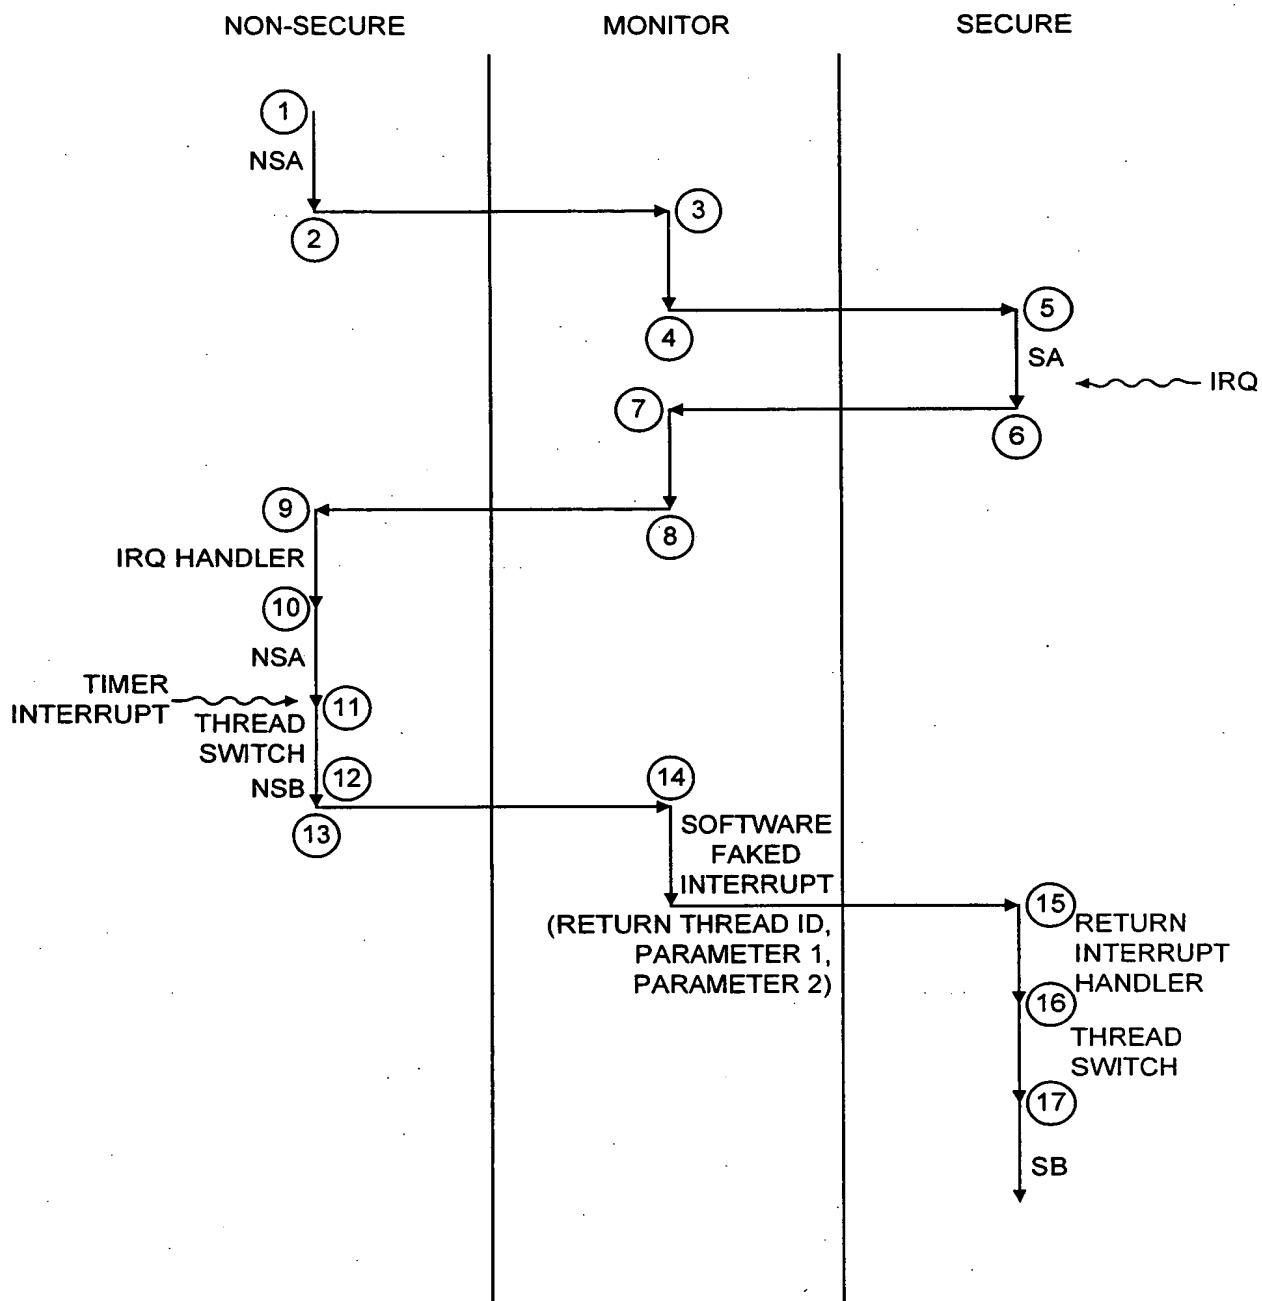 NON-SECURE
MONITOR
SECURE
1
NSA
2
3
4
5
SA
IRQ
6
7
8
9
IRQ HANDLER
10
NSA
TIMER
INTERRUPT
11
THREAD
SWITCH
NSB
12
13
14
SOFTWARE
FAKED
INTERRUPT
(RETURN THREAD ID,
PARAMETER 1,
PARAMETER 2)
15
RETURN
INTERRUPT
HANDLER
16
THREAD
SWITCH
17
SB